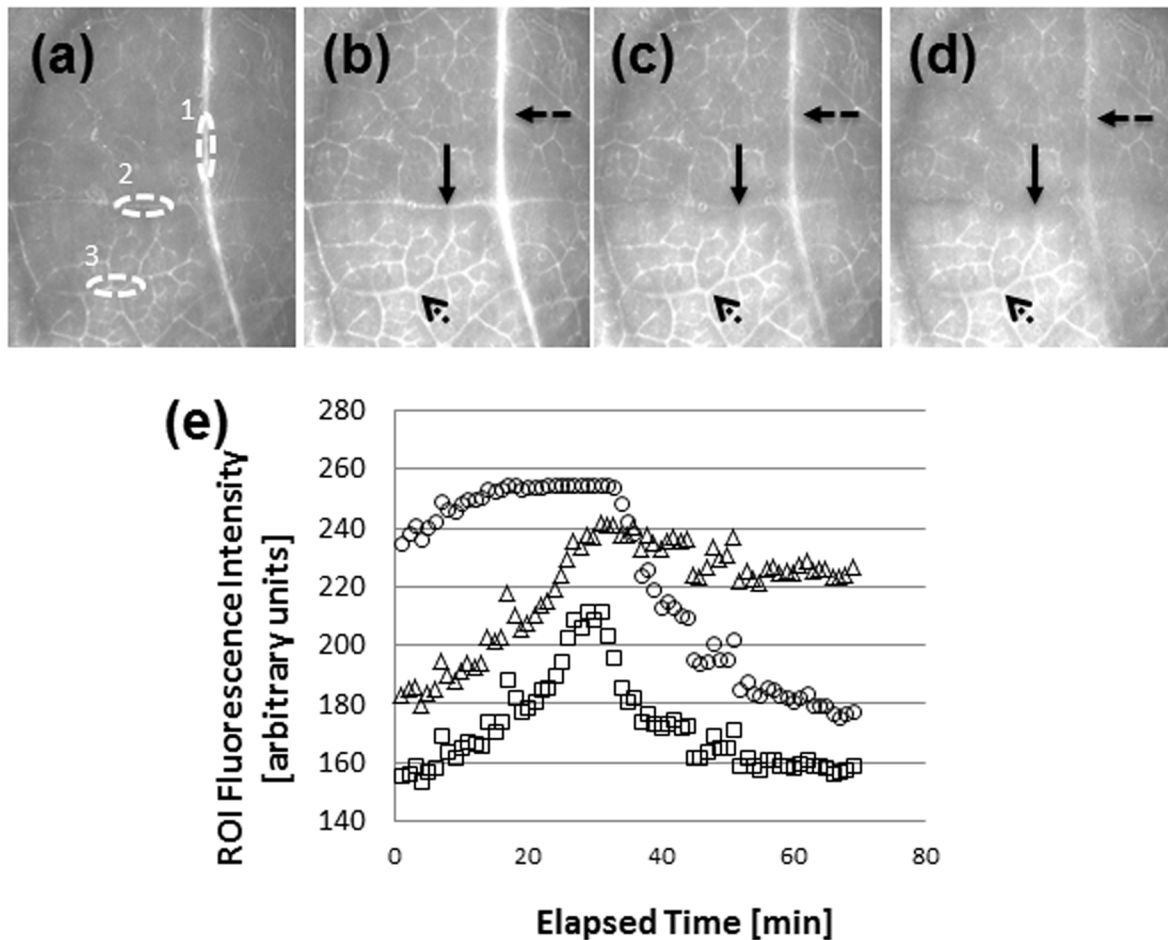 (a) (b) (c) (d)
1
2
3
(e)
ROI Fluorescence Intensity
[arbitrary units]
280
260
240
220
200
180
160
140
0 20 40 60 80
Elapsed Time [min]